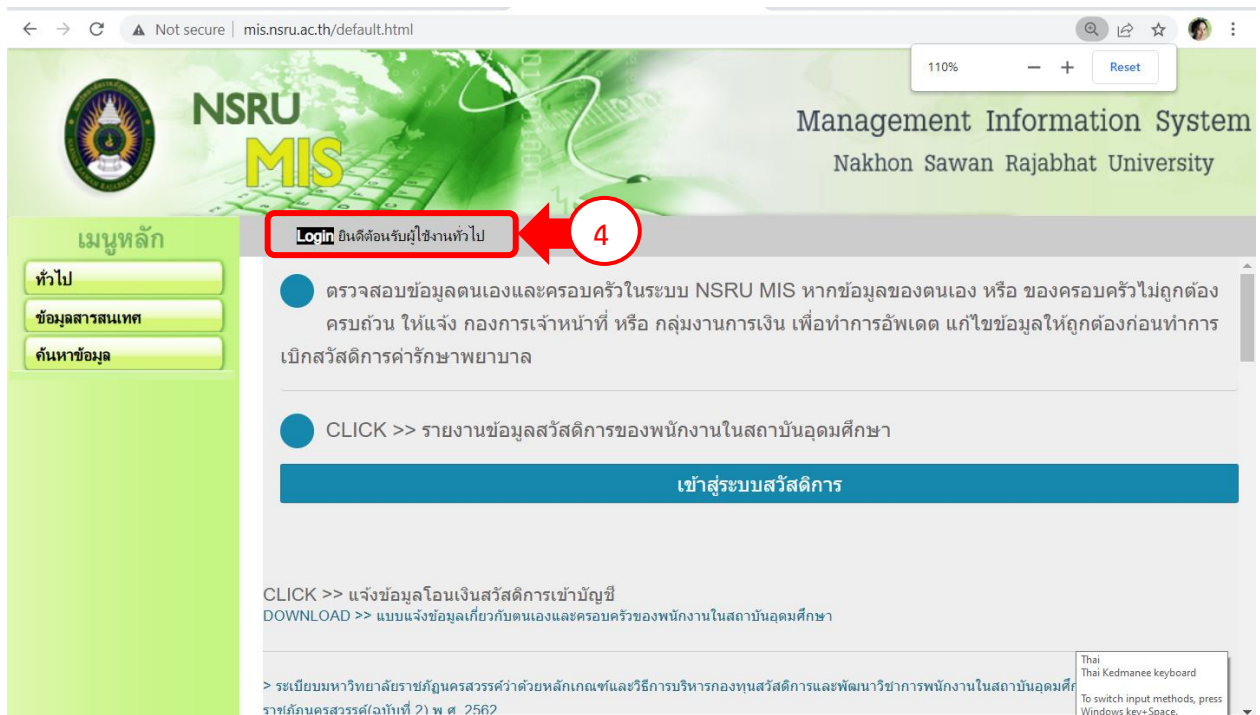 Not secure | mis.nsru.ac.th/default.html
110% − + Reset
NSRU
MIS
Management Information System
Nakhon Sawan Rajabhat University
เมนูหลัก
ทั่วไป
ข้อมูลสารสนเทศ
ค้นหาข้อมูล
Login ยินดีต้อนรับผู้ใช้งานทั่วไป
4
ตรวจสอบข้อมูลตนเองและครอบครัวในระบบ NSRU MIS หากข้อมูลของตนเอง หรือ ของครอบครัวไม่ถูกต้อง
ครบถ้วน ให้แจ้ง กองการเจ้าหน้าที่ หรือ กลุ่มงานการเงิน เพื่อทำการอัพเดต แก้ไขข้อมูลให้ถูกต้องก่อนทำการ
เบิกสวัสดิการค่ารักษาพยาบาล
CLICK >> รายงานข้อมูลสวัสดิการของพนักงานในสถาบันอุดมศึกษา
เข้าสู่ระบบสวัสดิการ
CLICK >> แจ้งข้อมูลโอนเงินสวัสดิการเข้าบัญชี
DOWNLOAD >> แบบแจ้งข้อมูลเกี่ยวกับตนเองและครอบครัวของพนักงานในสถาบันอุดมศึกษา
> ระเบียบมหาวิทยาลัยราชภัฏนครสวรรค์ว่าด้วยหลักเกณฑ์และวิธีการบริหารกองทุนสวัสดิการและพัฒนาวิชาการพนักงานในสถาบันอุดมศึก
ราชภัฏนครสวรรค์(ฉบับที่ 2) พ.ศ. 2562
Thai
Thai Kedmanee keyboard
To switch input methods, press
Windows key+Space.